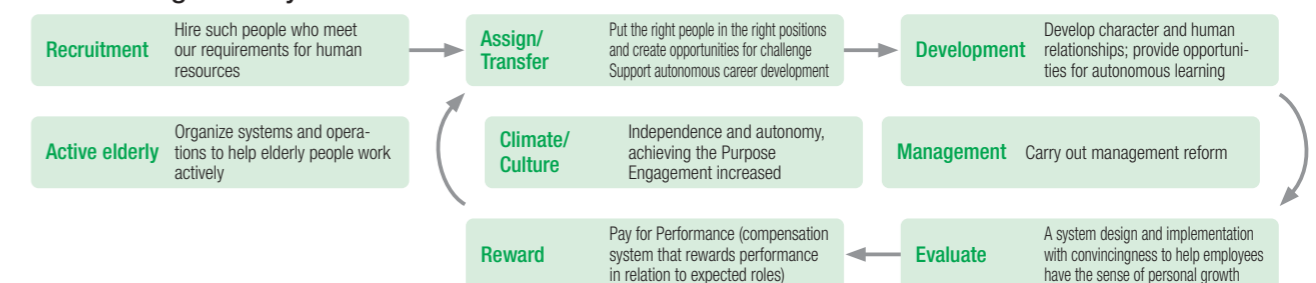 Recruitment
Hire such people who meet
our requirements for human
resources
Assign/
Transfer
Put the right people in the right positions
and create opportunities for challenge
Support autonomous career development
Development
Develop character and human
relationships; provide opportuni-
ties for autonomous learning
Active elderly
Organize systems and opera-
tions to help elderly people work
actively
Climate/
Culture
Independence and autonomy,
achieving the Purpose
Engagement increased
Management
Carry out management reform
Reward
Pay for Performance (compensation
system that rewards performance
in relation to expected roles)
Evaluate
A system design and implementation
with convincingness to help employees
have the sense of personal growth